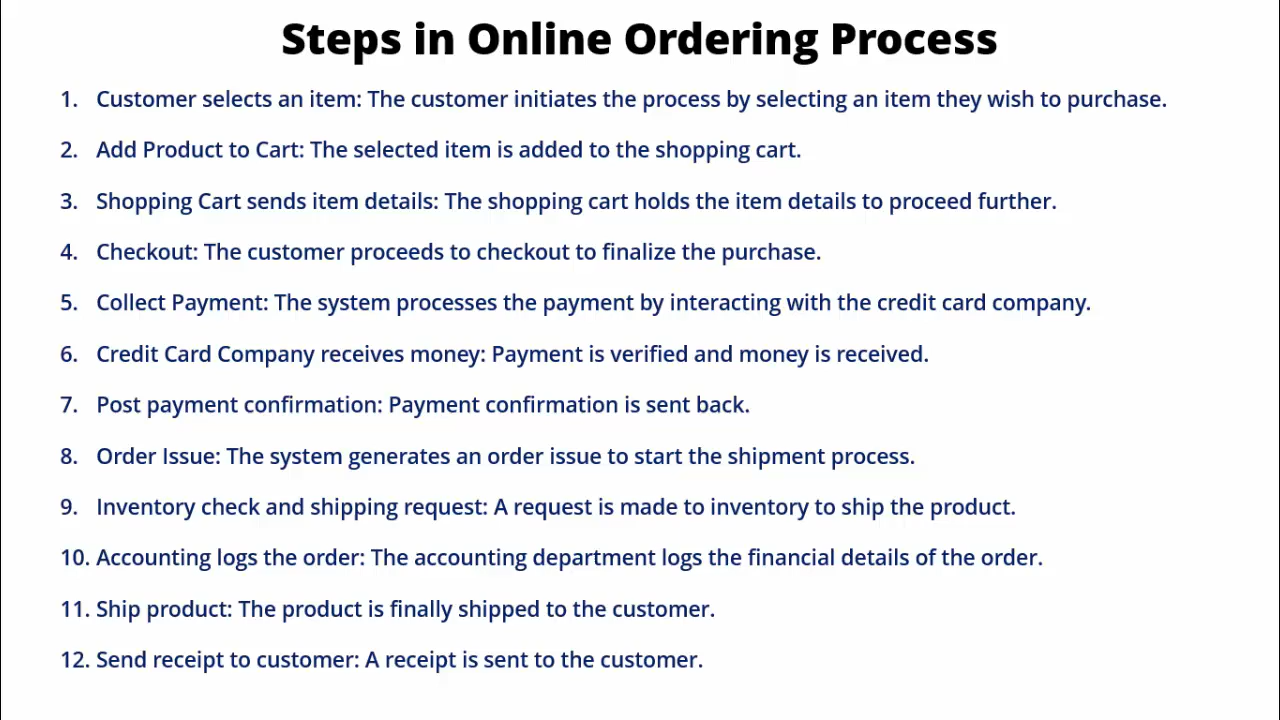 Steps in Online Ordering Process
1. Customer selects an item: The customer initiates the process by selecting an item they wish to purchase.
2. Add Product to Cart: The selected item is added to the shopping cart.
3. Shopping Cart sends item details: The shopping cart holds the item details to proceed further.
4. Checkout: The customer proceeds to checkout to finalize the purchase.
5. Collect Payment: The system processes the payment by interacting with the credit card company.
6. Credit Card Company receives money: Payment is verified and money is received.
7. Post payment confirmation: Payment confirmation is sent back.
8. Order Issue: The system generates an order issue to start the shipment process.
9. Inventory check and shipping request: A request is made to inventory to ship the product.
10. Accounting logs the order: The accounting department logs the financial details of the order.
11. Ship product: The product is finally shipped to the customer.
12. Send receipt to customer: A receipt is sent to the customer.